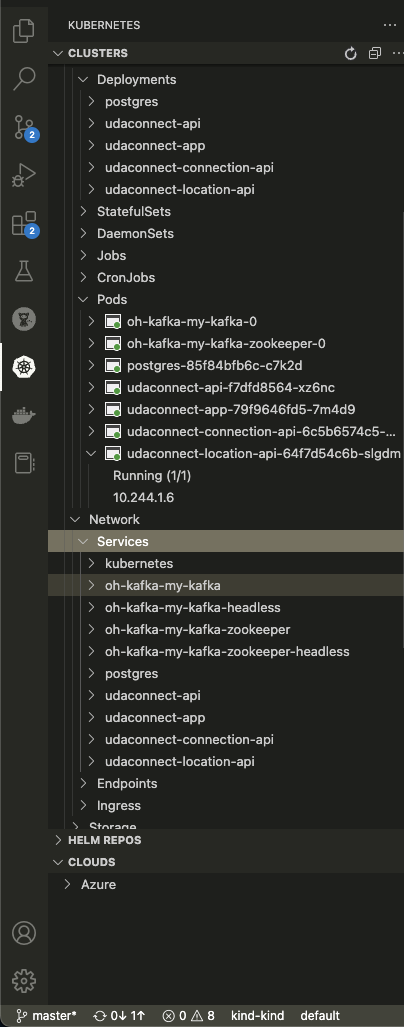 KUBERNETES
CLUSTERS
Deployments
postgres
udaconnect-api
udaconnect-app
udaconnect-connection-api
udaconnect-location-api
StatefulSets
DaemonSets
Jobs
CronJobs
Pods
oh-kafka-my-kafka-0
oh-kafka-my-kafka-zookeeper-0
postgres-85f84bfb6c-c7k2d
udaconnect-api-f7dfd8564-xz6nc
udaconnect-app-79f9646fd5-7m4d9
udaconnect-connection-api-6c5b6574c5-...
udaconnect-location-api-64f7d54c6b-slgdm
Running (1/1)
10.244.1.6
Network
Services
kubernetes
oh-kafka-my-kafka
oh-kafka-my-kafka-headless
oh-kafka-my-kafka-zookeeper
oh-kafka-my-kafka-zookeeper-headless
postgres
udaconnect-api
udaconnect-app
udaconnect-connection-api
udaconnect-location-api
Endpoints
Ingress
Storage
HELM REPOS
CLOUDS
Azure
2
2
master* 0↓ 1↑ 0 8 kind-kind default